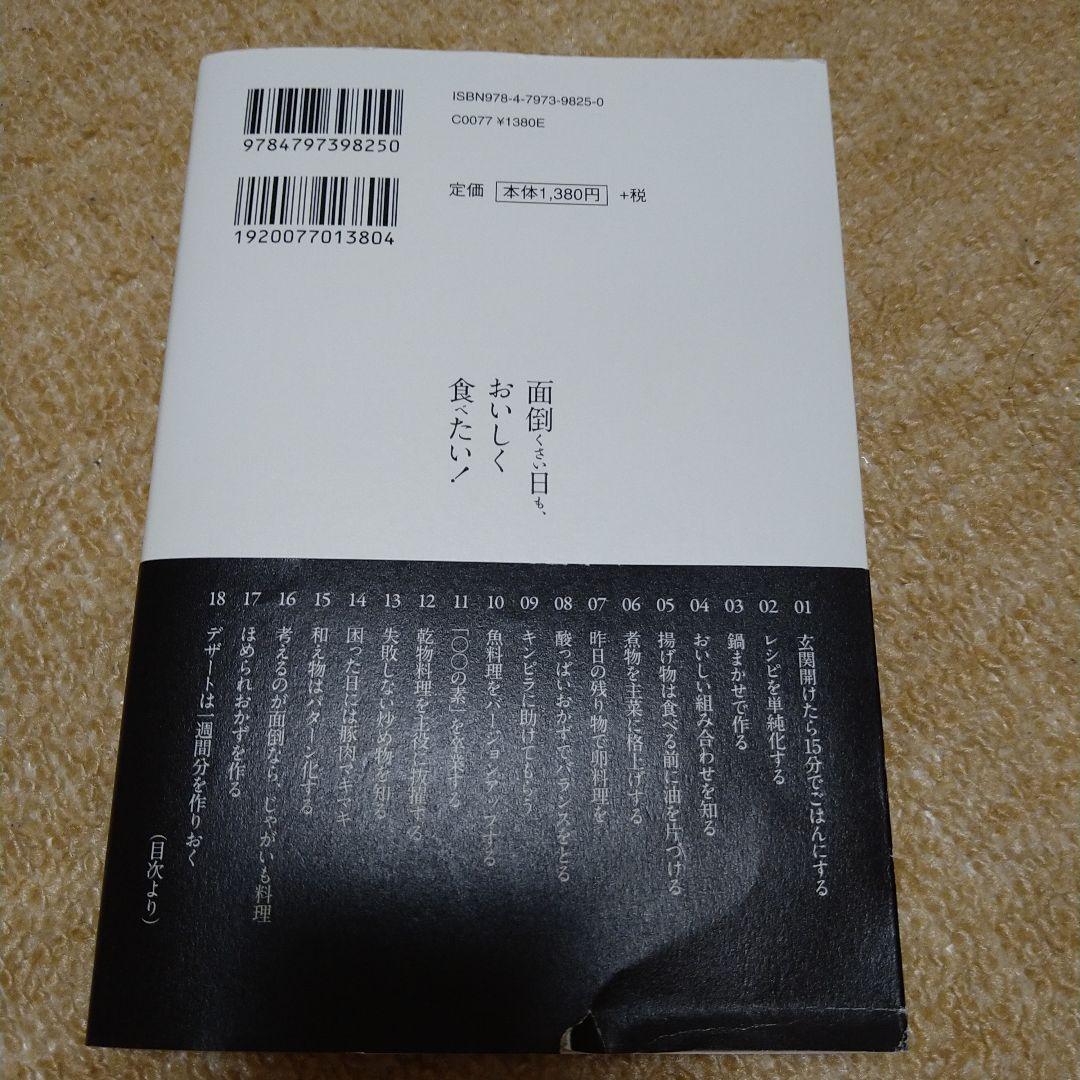 ISBN978-4-7973-9825-0
C0077 ¥1380E
9784797398250
定価 本体1,380円 +税
1920077013804
面倒くさい日も、
おいしく
食べたい!
01 玄関開けたら15分でごはんにする
02 レシピを単純化する
03 鍋まかせで作る
04 おいしい組み合わせを知る
05 揚げ物は食べる前に油を片づける
06 煮物を主菜に格上げする
07 昨日の残り物で卵料理を
08 酸っぱいおかずでバランスをとる
09 キンピラに助けてもらう
10 魚料理をバージョンアップする
11 「〇〇の素」を卒業する
12 乾物料理を主役に抜擢する
13 失敗しない炒め物を知る
14 困った日には豚肉でキマキ
15 和え物はパターン化する
16 考えるのが面倒なら、じゃがいも料理
17 ほめられおかずを作る
18 デザートは一週間分を作りおく
(目次より)